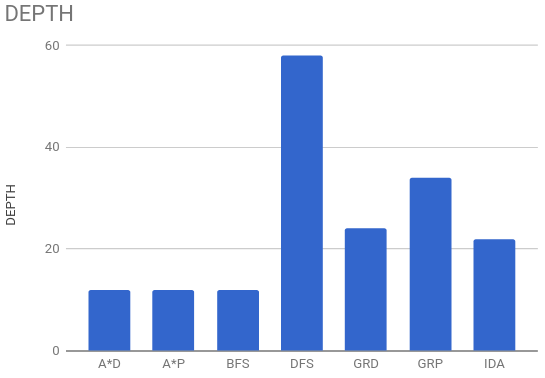 DEPTH
60
40
20
0
DEPTH
A*D A*P BFS DFS GRD GRP IDA